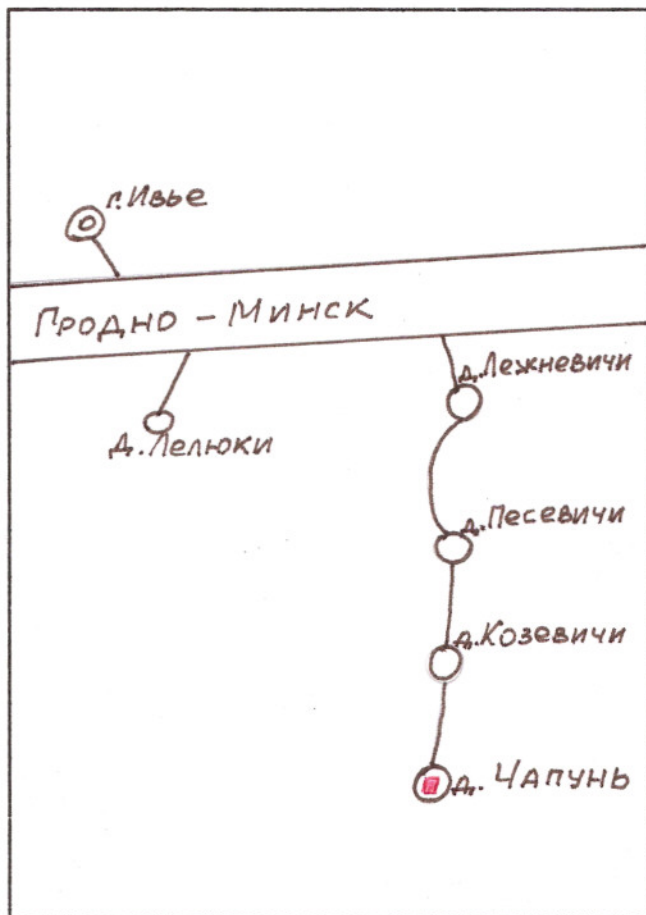 г. Ивье
Гродно - Минск
д. Лежневичи
д. Лелюки
д. Песевичи
д. Козевичи
д. Чапунь